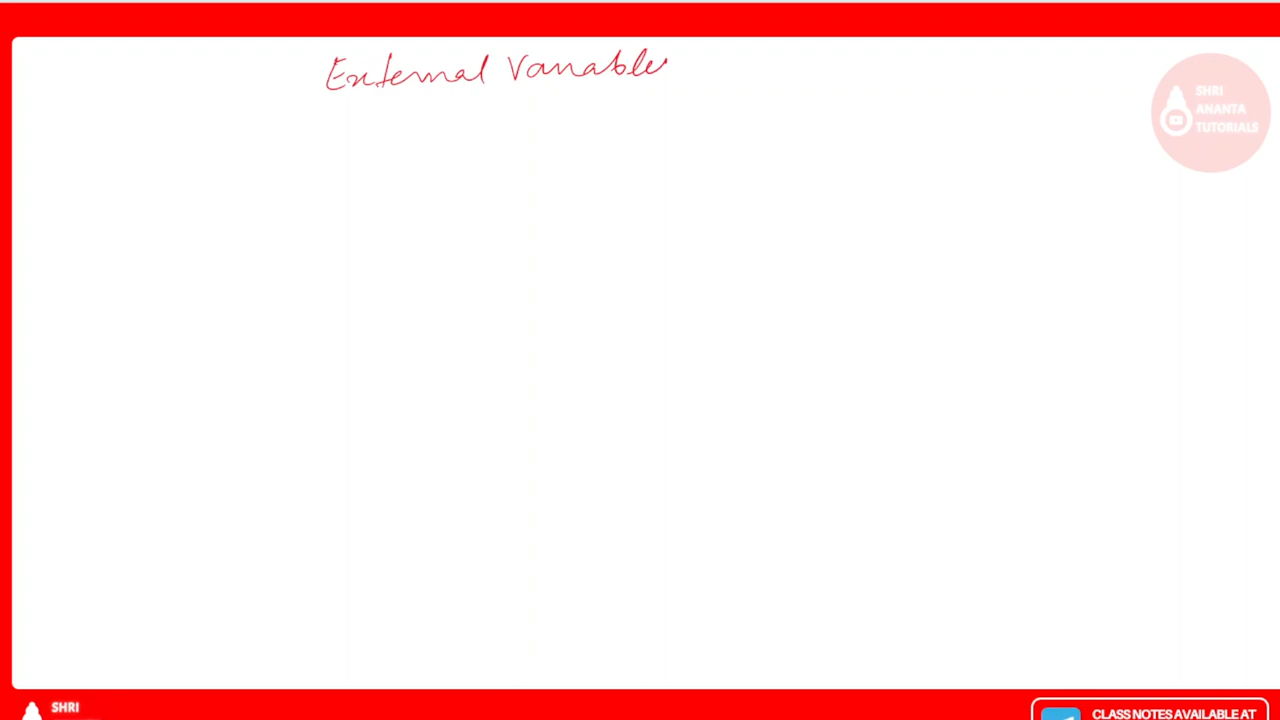 External Variable
SHRI
ANANTA
TUTORIALS
SHRI
CLASS NOTES AVAILABLE AT